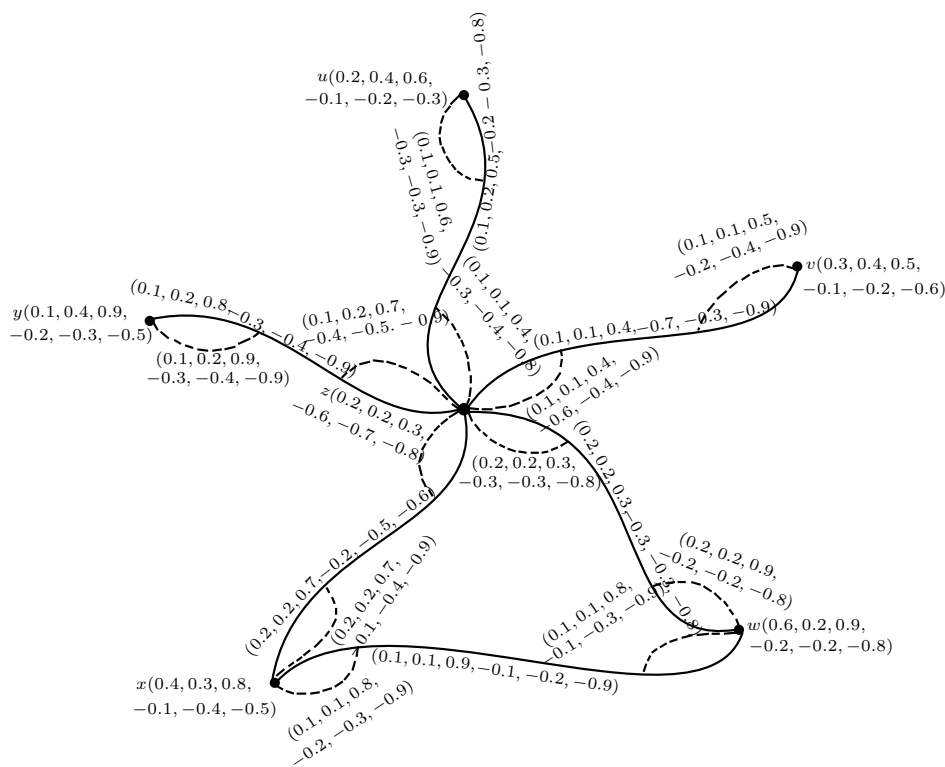 u(0.2, 0.4, 0.6,
−0.1, −0.2, −0.3)
(0.1, 0.2, 0.5, −0.2 − 0.3, −0.8)
(0.1, 0.1, 0.6,
−0.3, −0.3, −0.9)
(0.1, 0.1, 0.5,
−0.2, −0.4, −0.9)
v(0.3, 0.4, 0.5,
−0.1, −0.2, −0.6)
(0.1, 0.1, 0.4,
−0.3, −0.4, −0.8)
(0.1, 0.1, 0.4, −0.7, −0.3, −0.9)
(0.1, 0.2, 0.8, −0.3, −0.4, −0.9)
y(0.1, 0.4, 0.9,
−0.2, −0.3, −0.5)
(0.1, 0.2, 0.7,
−0.4, −0.5. − 0.9)
(0.1, 0.2, 0.9,
−0.3, −0.4, −0.9)
(0.1, 0.1, 0.4,
−0.6, −0.4, −0.9)
z(0.2, 0.2, 0.3,
−0.6, −0.7, −0.8)
(0.2, 0.2, 0.3,
−0.3, −0.3, −0.8)
(0.2, 0.2, 0.3, −0.3, −0.3, −0.8)
(0.2, 0.2, 0.7, −0.2, −0.5, −0.6)
(0.2, 0.2, 0.7,
−0.1, −0.4, −0.9)
(0.2, 0.2, 0.9,
−0.2, −0.2, −0.8)
(0.1, 0.1, 0.8,
−0.1, −0.3, −0.9)
w(0.6, 0.2, 0.9,
−0.2, −0.2, −0.8)
(0.1, 0.1, 0.9, −0.1, −0.2, −0.9)
x(0.4, 0.3, 0.8,
−0.1, −0.4, −0.5)
(0.1, 0.1, 0.8,
−0.2, −0.3, −0.9)